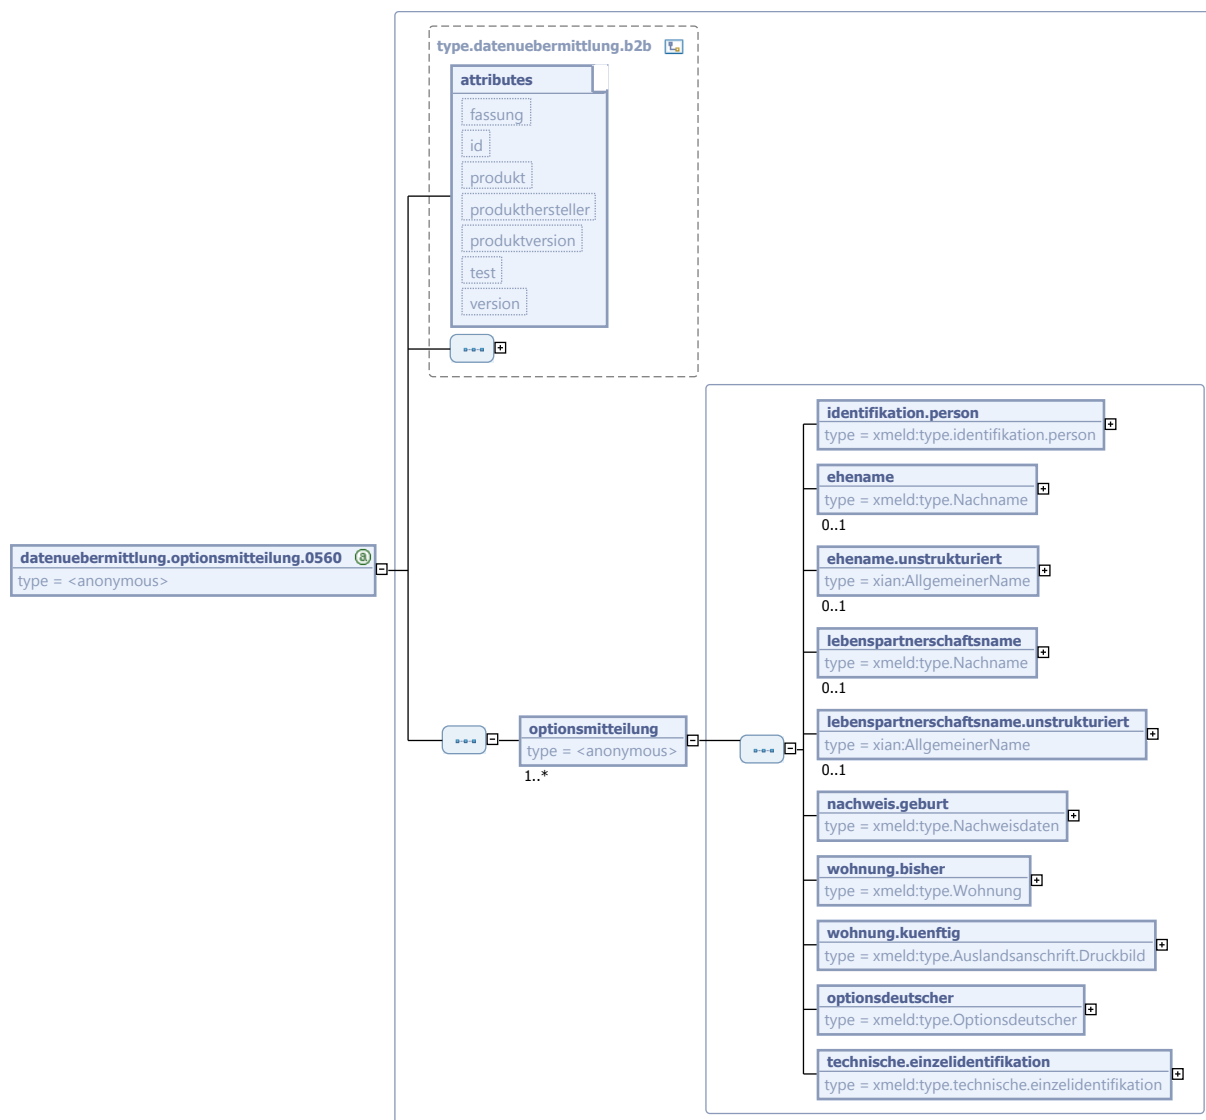 type.datenuebermittlung.b2b
attributes
fassung
id
produkt
produkthersteller
produktversion
test
version
datenuebermittlung.optionsmitteilung.0560
type = <anonymous>
optionsmitteilung
type = <anonymous>
1..*
identifikation.person
type = xmeld:type.identifikation.person
ehename
type = xmeld:type.Nachname
0..1
ehename.unstrukturiert
type = xian:AllgemeinerName
0..1
lebenspartnerschaftsname
type = xmeld:type.Nachname
0..1
lebenspartnerschaftsname.unstrukturiert
type = xian:AllgemeinerName
0..1
nachweis.geburt
type = xmeld:type.Nachweisdaten
wohnung.bisher
type = xmeld:type.Wohnung
wohnung.kuenftig
type = xmeld:type.Auslandsanschrift.Druckbild
optionsdeutscher
type = xmeld:type.Optionsdeutscher
technische.einzelidentifikation
type = xmeld:type.technische.einzelidentifikation